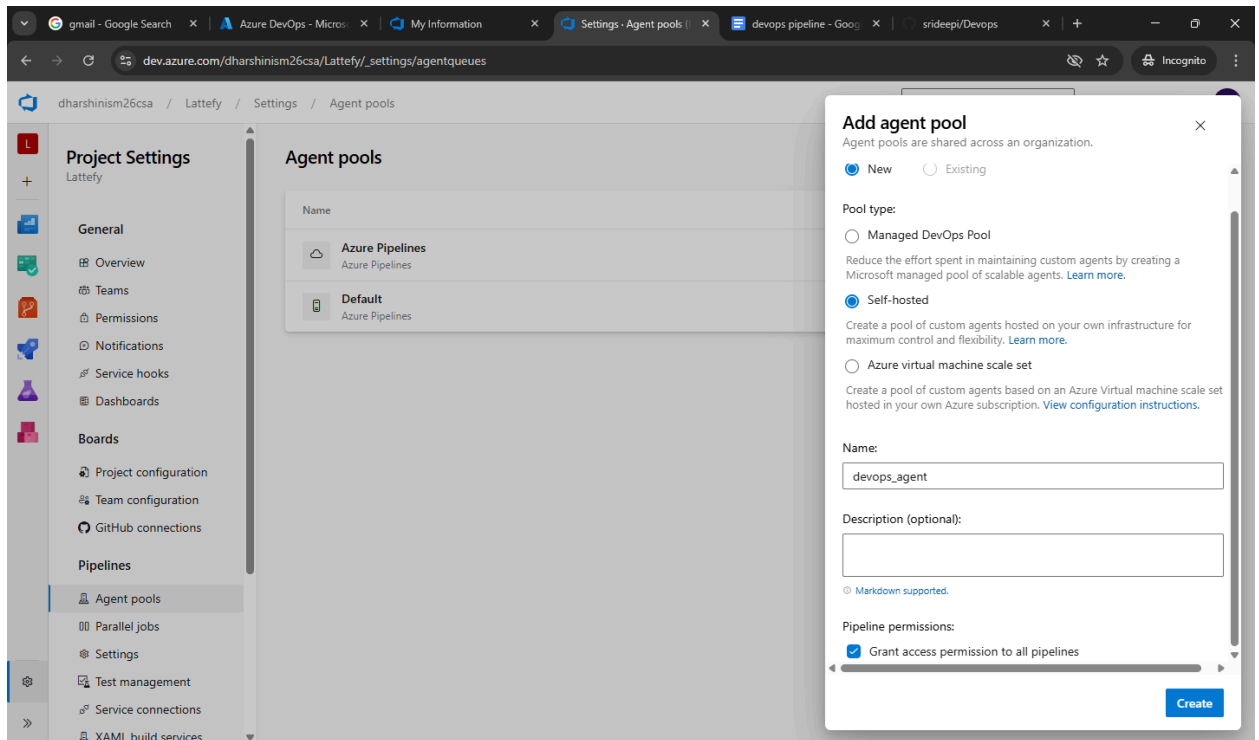 gmail - Google Search
Azure DevOps - Micros
My Information
Settings - Agent pools (
devops pipeline - Goog
srideepi/Devops
dev.azure.com/dharshinism26csa/Lattefy/_settings/agentqueues
Incognito
dharshinism26csa / Lattefy / Settings / Agent pools
L
Project Settings
Lattefy
General
Overview
Teams
Permissions
Notifications
Service hooks
Dashboards
Boards
Project configuration
Team configuration
GitHub connections
Pipelines
Agent pools
Parallel jobs
Settings
Test management
Service connections
XAML build services
Agent pools
Name
Azure Pipelines
Azure Pipelines
Default
Azure Pipelines
Add agent pool
Agent pools are shared across an organization.
New
Existing
Pool type:
Managed DevOps Pool
Reduce the effort spent in maintaining custom agents by creating a
Microsoft managed pool of scalable agents. Learn more.
Self-hosted
Create a pool of custom agents hosted on your own infrastructure for
maximum control and flexibility. Learn more.
Azure virtual machine scale set
Create a pool of custom agents based on an Azure Virtual machine scale set
hosted in your own Azure subscription. View configuration instructions.
Name:
devops_agent
Description (optional):
Markdown supported.
Pipeline permissions:
Grant access permission to all pipelines
Create